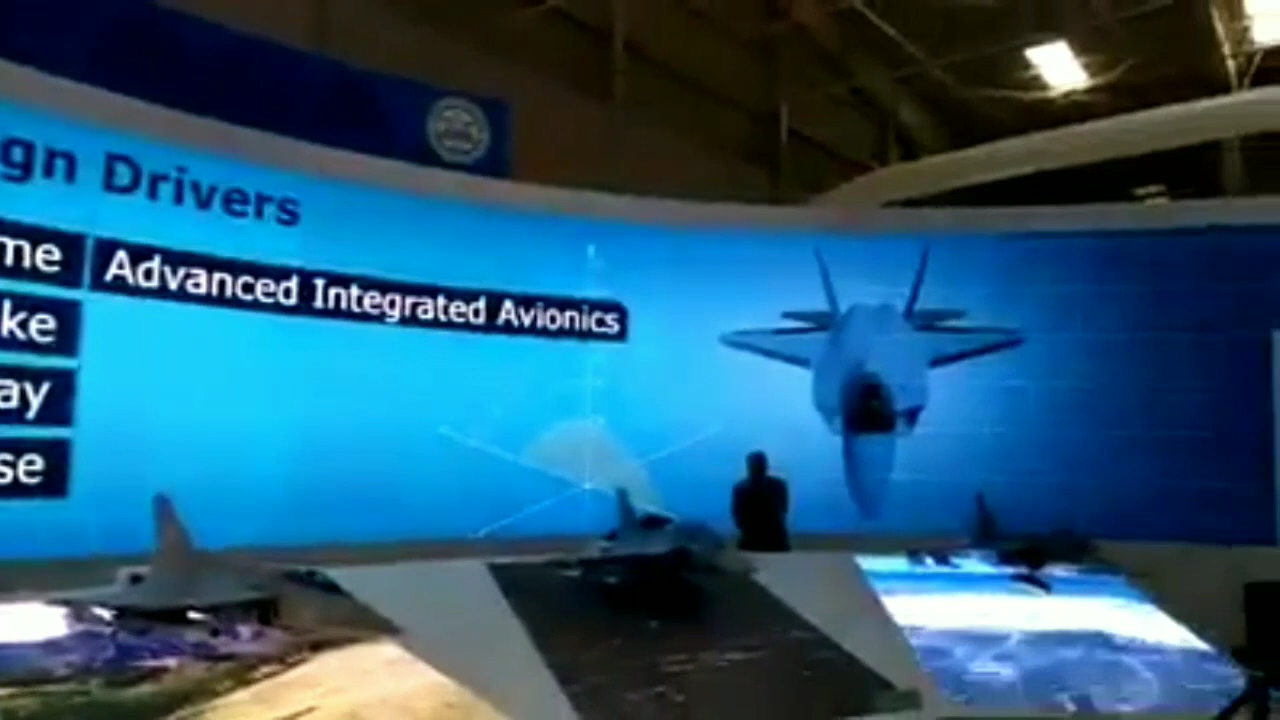 gn Drivers
me Advanced Integrated Avionics
ke
ay
se